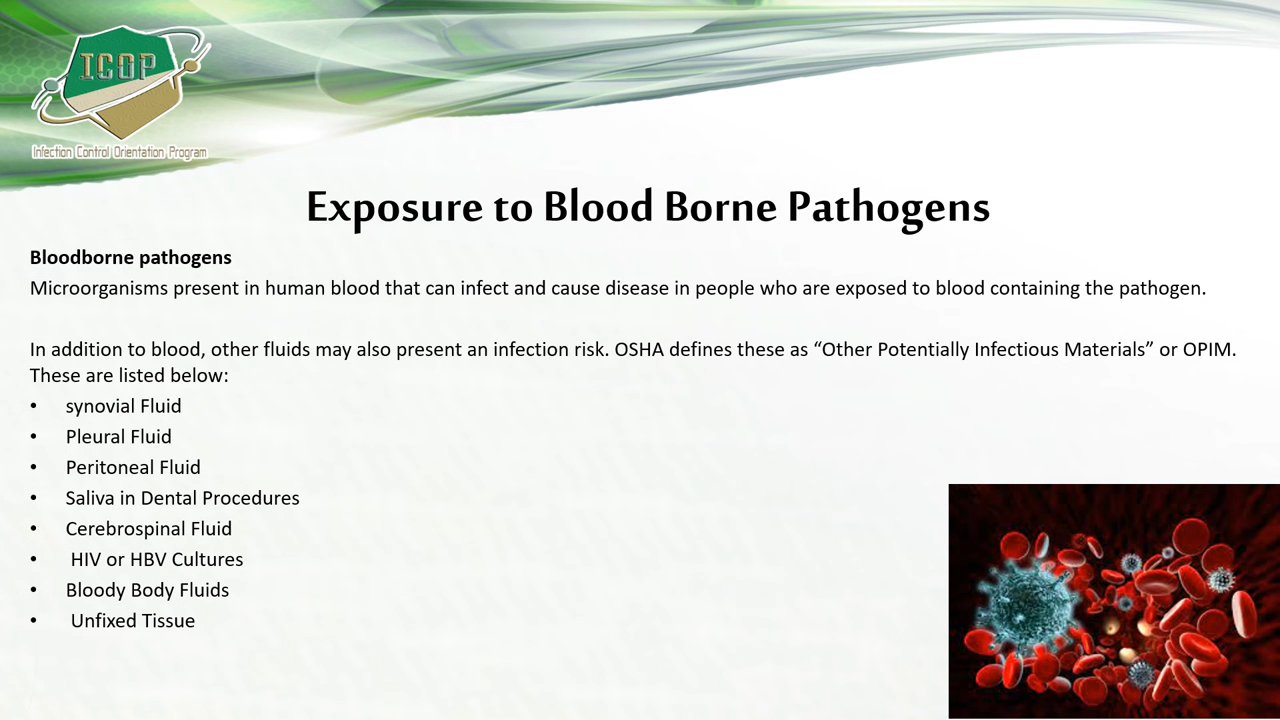 ICOP
Infection Control Orientation Program
Exposure to Blood Borne Pathogens
Bloodborne pathogens
Microorganisms present in human blood that can infect and cause disease in people who are exposed to blood containing the pathogen.
In addition to blood, other fluids may also present an infection risk. OSHA defines these as “Other Potentially Infectious Materials” or OPIM.
These are listed below:
• synovial Fluid
• Pleural Fluid
• Peritoneal Fluid
• Saliva in Dental Procedures
• Cerebrospinal Fluid
• HIV or HBV Cultures
• Bloody Body Fluids
• Unfixed Tissue